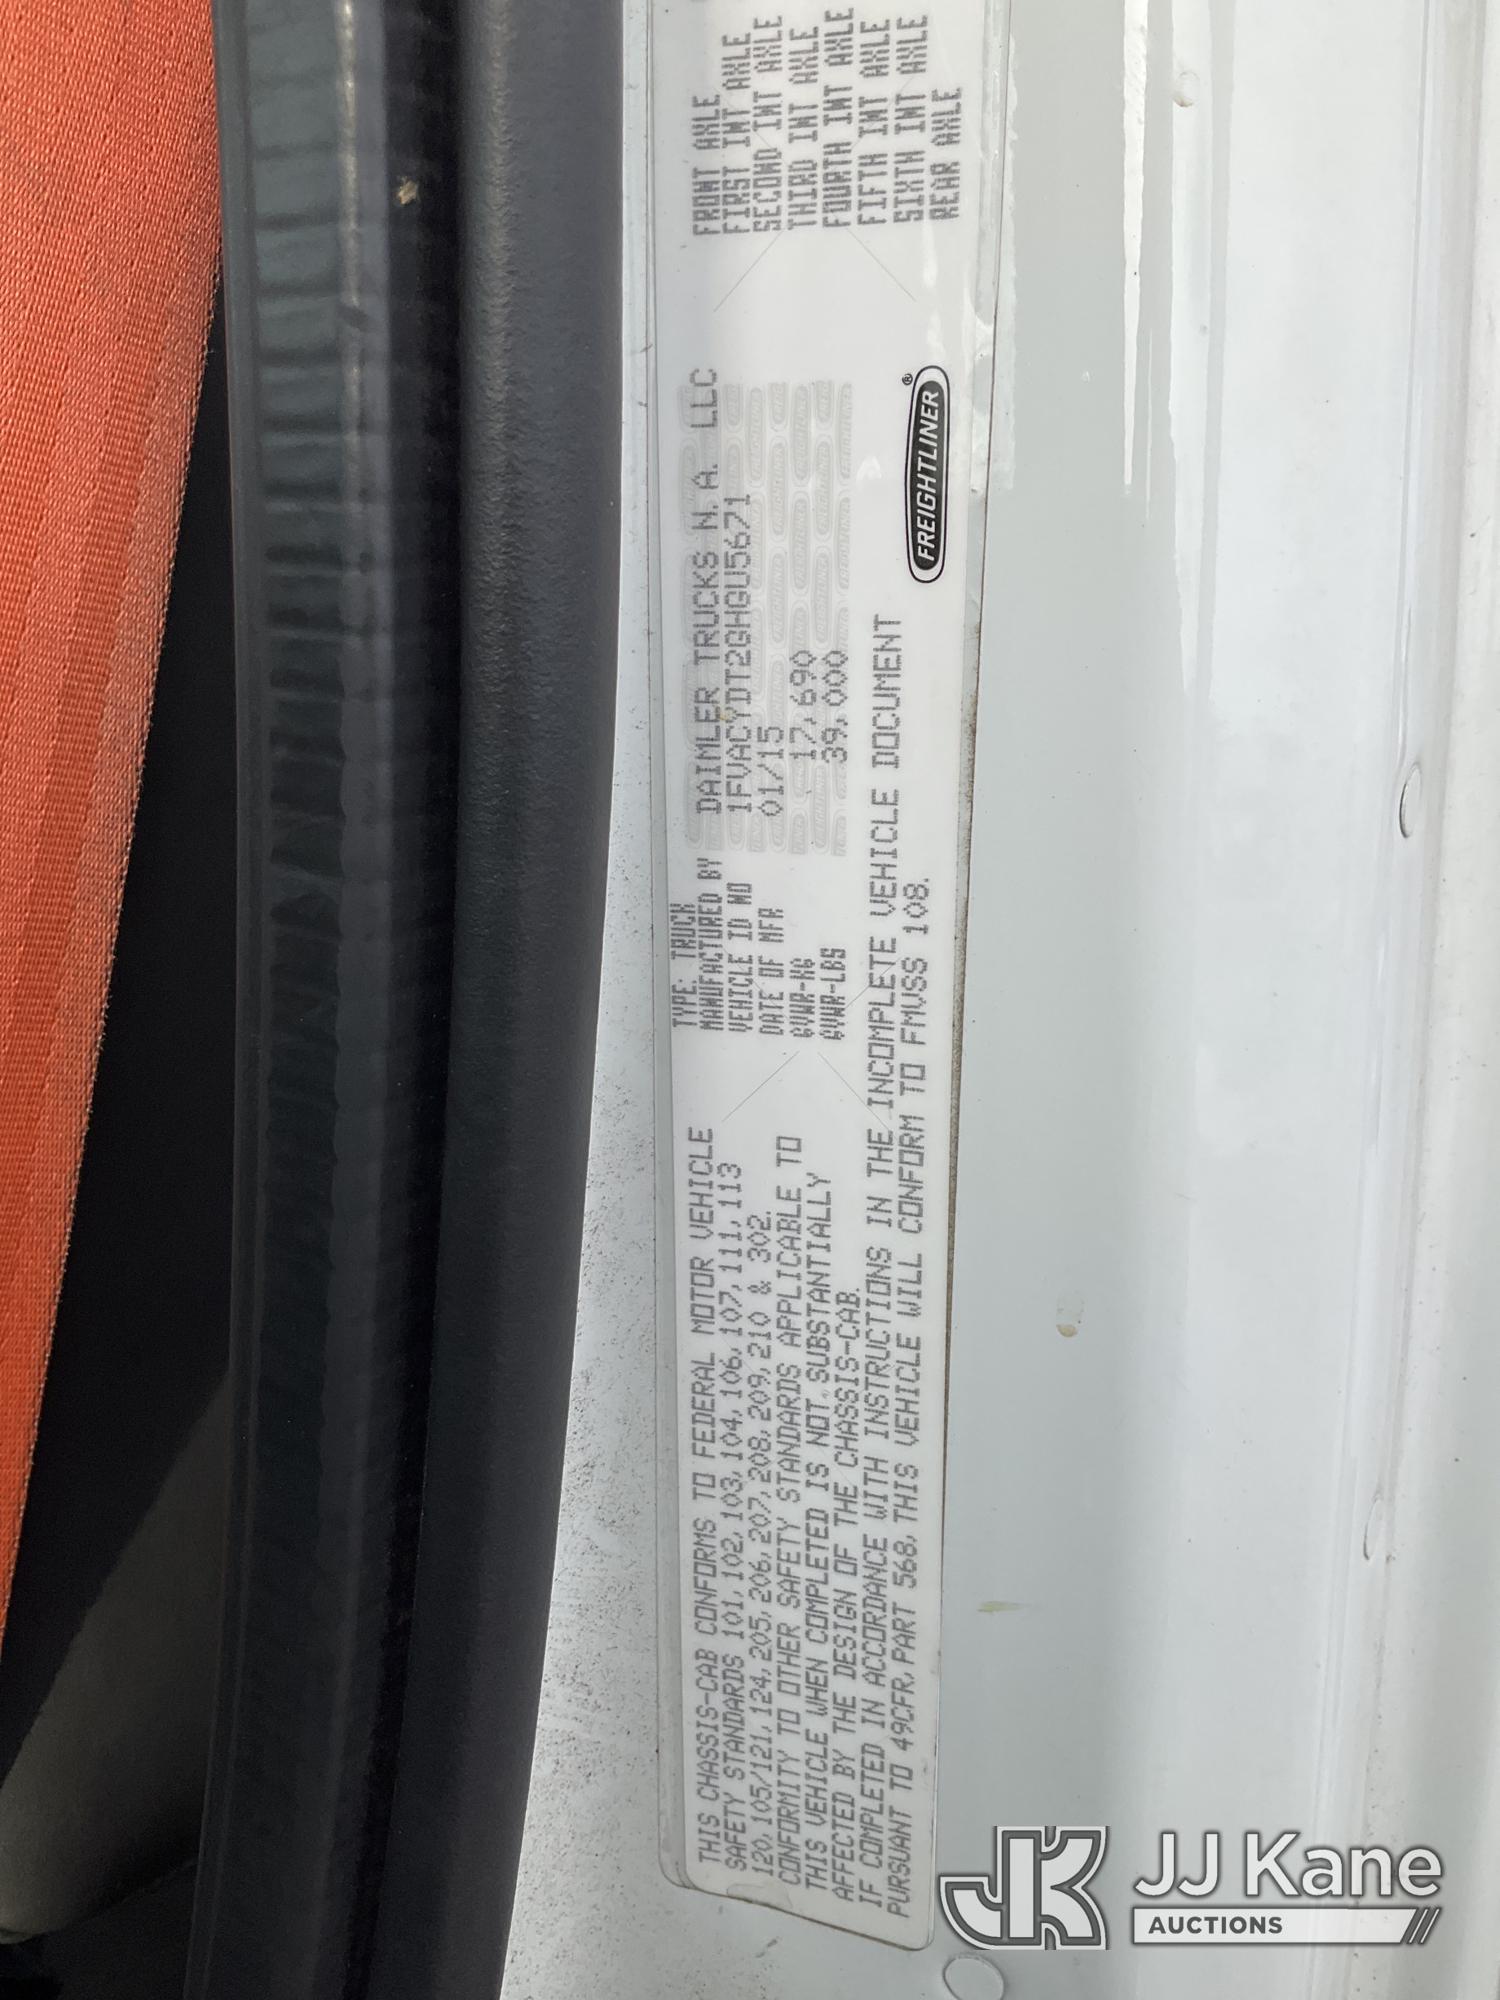 THIS CHASSIS-CAB CONFORMS TO FEDERAL MOTOR VEHICLE
SAFETY STANDARDS 101, 102, 103, 104, 106, 107, 111, 113
120, 105/121, 124, 205, 206, 207, 208, 209, 210 & 302.
CONFORMITY TO OTHER SAFETY STANDARDS APPLICABLE TO
THIS VEHICLE WHEN COMPLETED IS NOT SUBSTANTIALLY
AFFECTED BY THE DESIGN OF THE CHASSIS-CAB.
IF COMPLETED IN ACCORDANCE WITH INSTRUCTIONS IN THE INCOMPLETE VEHICLE DOCUMENT
PURSUANT TO 49CFR, PART 568, THIS VEHICLE WILL CONFORM TO FMVSS 108.
TYPE: TRUCK
MANUFACTURED BY DAIMLER TRUCKS N.A. LLC
VEHICLE ID NO 1FVACYDT2GHGU5671
DATE OF MFR 01/15
GVWR-KG 17,690
GVWR-LBS 39,000
FREIGHTLINER®
FRONT AXLE
FIRST INT AXLE
SECOND INT AXLE
THIRD INT AXLE
FOURTH INT AXLE
FIFTH INT AXLE
SIXTH INT AXLE
REAR AXLE
JK JJ Kane
AUCTIONS